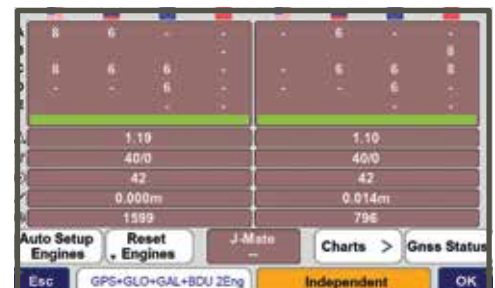 8 6 - - - 6 - -
- 8
8 6 6 - - 6 6 8
- - 6 - - - 6 -
- - - -
1.19 1.10
40/0 40/0
42 42
0.000m 0.014m
1599 796
Auto Setup Engines Reset Engines J-Mate -- Charts > Gnss Status
Esc GPS+GLO+GAL+BDU 2Eng Independent OK